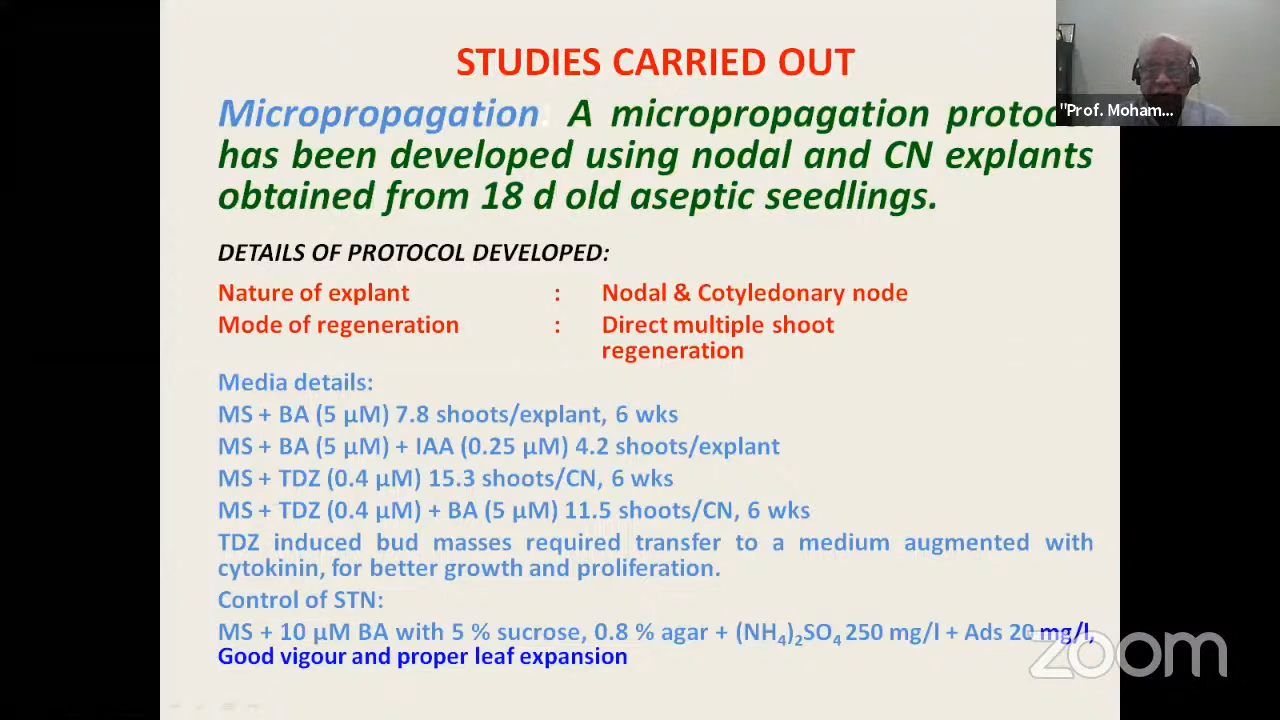 STUDIES CARRIED OUT
"Prof. Moham...
Micropropagation: A micropropagation
has been developed using nodal and CN explants
obtained from 18 d old aseptic seedlings.
DETAILS OF PROTOCOL DEVELOPED:
Nature of explant : Nodal & Cotyledonary node
Mode of regeneration : Direct multiple shoot
regeneration
Media details:
MS + BA (5 µM) 7.8 shoots/explant, 6 wks
MS + BA (5 µM) + IAA (0.25 µM) 4.2 shoots/explant
MS + TDZ (0.4 µM) 15.3 shoots/CN, 6 wks
MS + TDZ (0.4 µM) + BA (5 µM) 11.5 shoots/CN, 6 wks
TDZ induced bud masses required transfer to a medium augmented with
cytokinin, for better growth and proliferation.
Control of STN:
MS + 10 µM BA with 5 % sucrose, 0.8 % agar + (NH₄)₂SO₄ 250 mg/l + Ads 20 mg/l,
Good vigour and proper leaf expansion
zoom